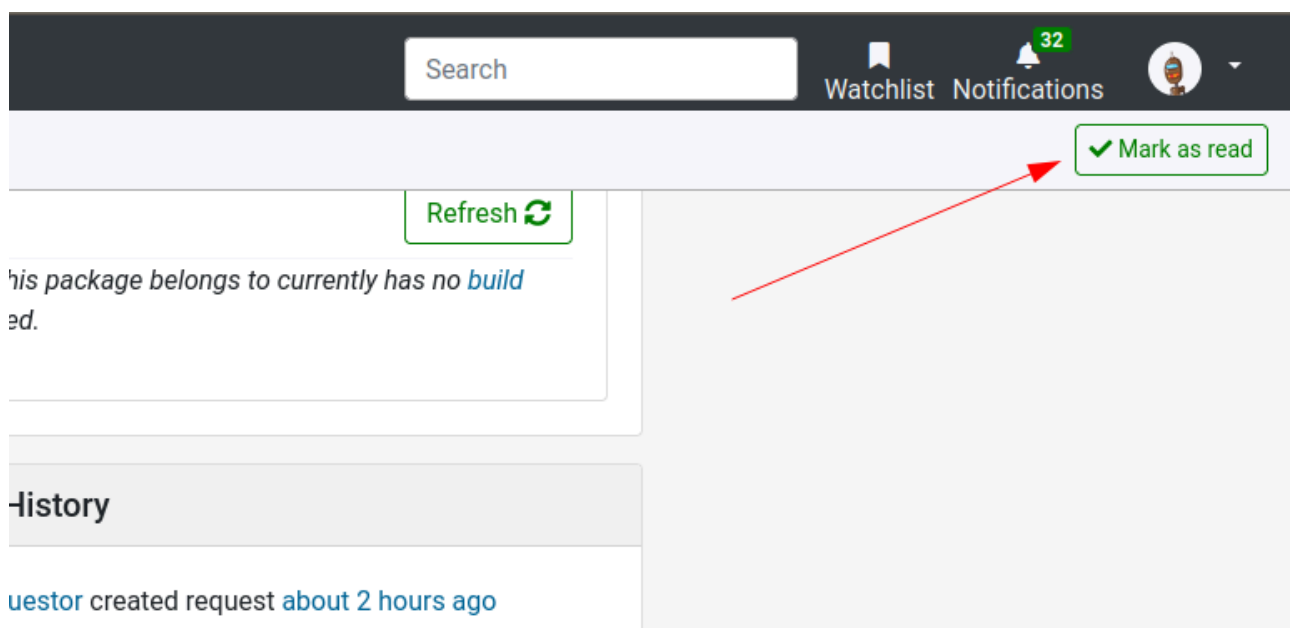 32
Search
Watchlist Notifications
Mark as read
Refresh
his package belongs to currently has no build
ed.
History
uestor created request about 2 hours ago